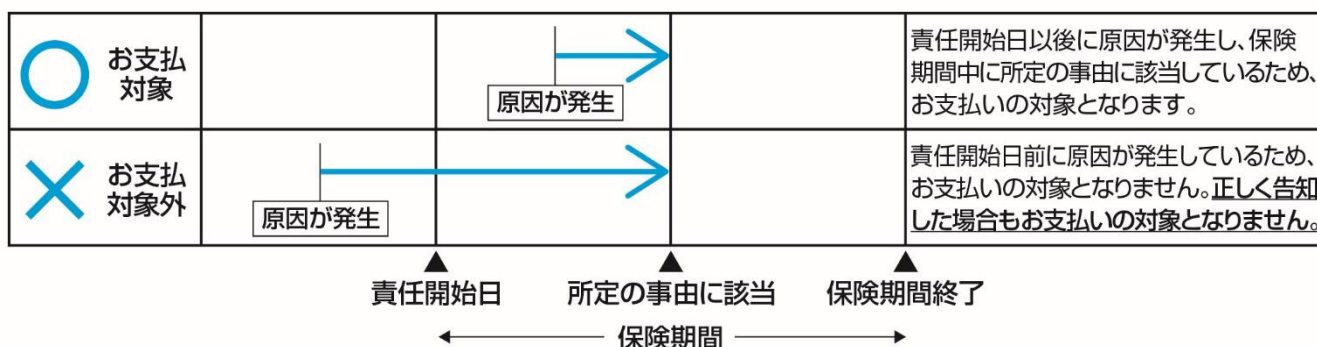 お支払
対象
原因が発生
責任開始日以後に原因が発生し、保険
期間中に所定の事由に該当しているため、
お支払いの対象となります。
お支払
対象外
原因が発生
責任開始日前に原因が発生しているため、
お支払いの対象となりません。正しく告知
した場合もお支払いの対象となりません。
責任開始日
所定の事由に該当
保険期間終了
保険期間